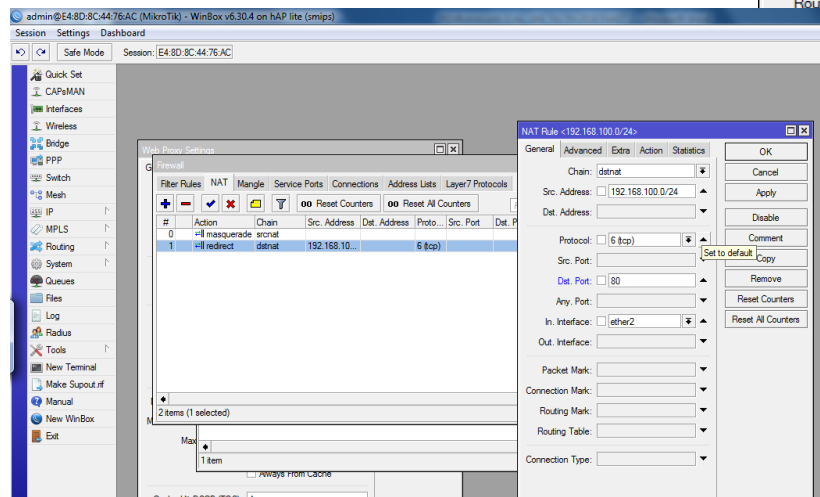 Rou
admin@E4:8D:8C:44:76:AC (MikroTik) - WinBox v6.30.4 on hAP lite (smips)
Session Settings Dashboard
Safe Mode Session: E4:8D:8C:44:76:AC
Quick Set
CAPsMAN
Interfaces
Wireless
Bridge
PPP
Switch
Mesh
IP
MPLS
Routing
System
Queues
Files
Log
Radius
Tools
New Terminal
Make Supout.rif
Manual
New WinBox
Exit
Web Proxy Settings
G
Firewall
Filter Rules NAT Mangle Service Ports Connections Address Lists Layer7 Protocols
00 Reset Counters 00 Reset All Counters
# Action Chain Src. Address Dst. Address Proto... Src. Port Dst. P
0 masquerade srcnat
1 redirect dstnat 192.168.10... 6 (tcp)
2 items (1 selected)
M
Max
1 item
Always From Cache
NAT Rule <192.168.100.0/24>
General Advanced Extra Action Statistics
Chain: dstnat
Src. Address: 192.168.100.0/24
Dst. Address:
Protocol: 6 (tcp)
Src. Port:
Dst. Port: 80
Any. Port:
In. Interface: ether2
Out. Interface:
Packet Mark:
Connection Mark:
Routing Mark:
Routing Table:
Connection Type:
OK
Cancel
Apply
Disable
Comment
Set to default
Copy
Remove
Reset Counters
Reset All Counters